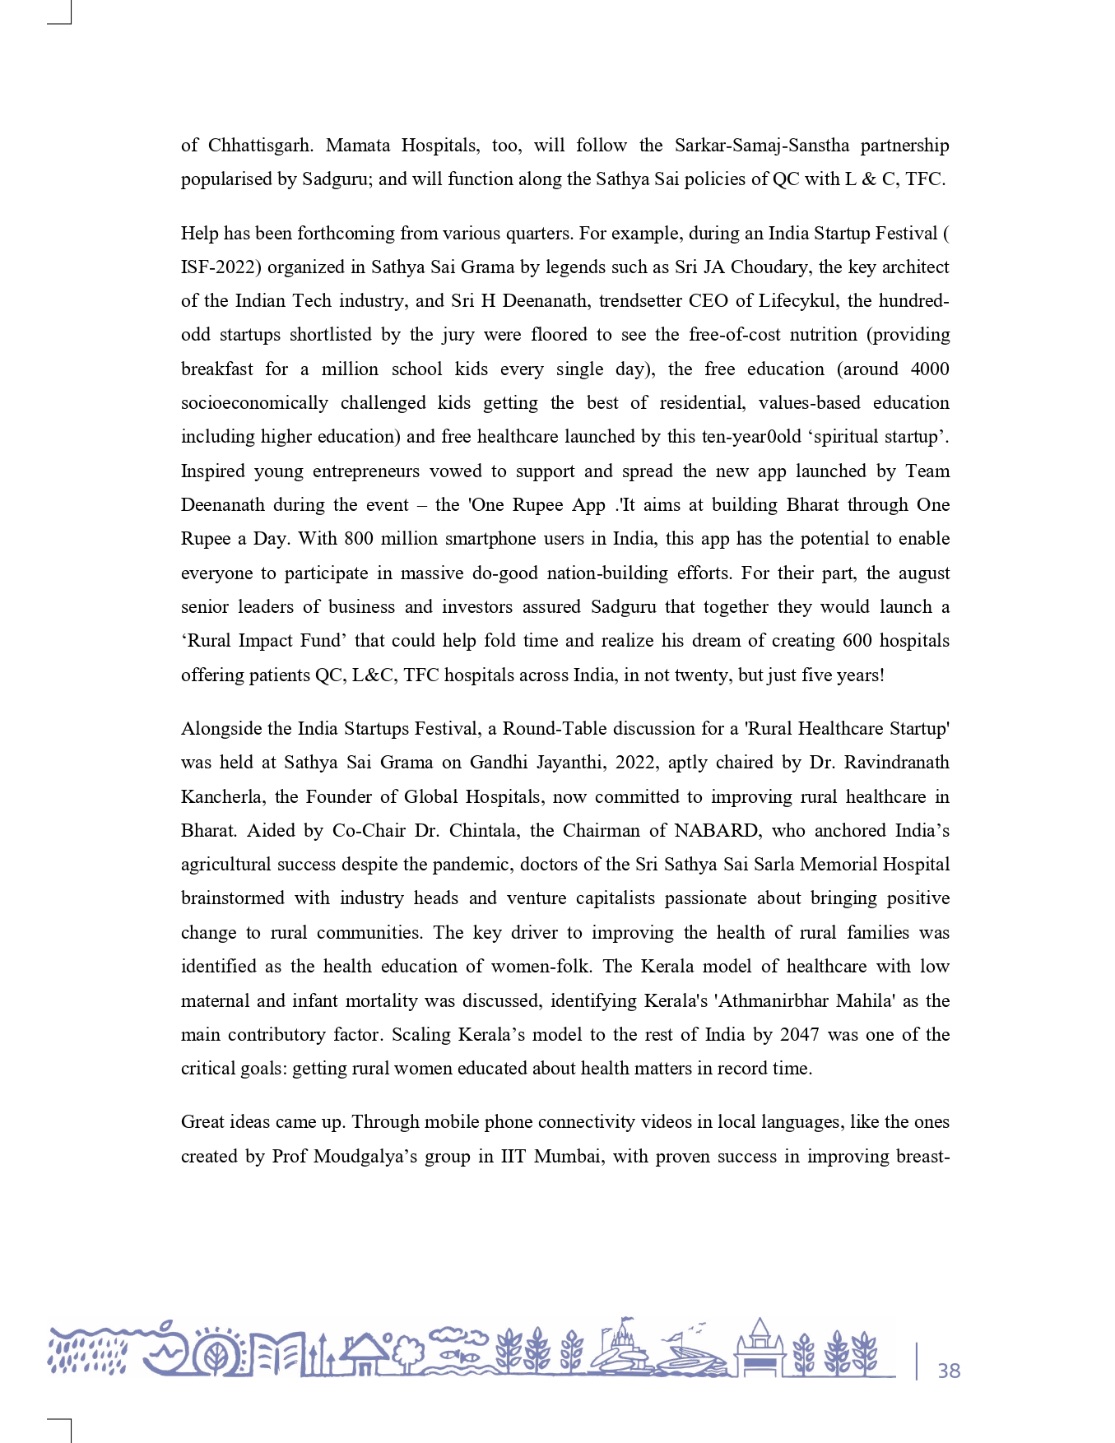 of Chhattisgarh. Mamata Hospitals, too, will follow the Sarkar-Samaj-Sanstha partnership
popularised by Sadguru; and will function along the Sathya Sai policies of QC with L & C, TFC.
Help has been forthcoming from various quarters. For example, during an India Startup Festival (
ISF-2022) organized in Sathya Sai Grama by legends such as Sri JA Choudary, the key architect
of the Indian Tech industry, and Sri H Deenanath, trendsetter CEO of Lifecykul, the hundred-
odd startups shortlisted by the jury were floored to see the free-of-cost nutrition (providing
breakfast for a million school kids every single day), the free education (around 4000
socioeconomically challenged kids getting the best of residential, values-based education
including higher education) and free healthcare launched by this ten-year0old ‘spiritual startup’.
Inspired young entrepreneurs vowed to support and spread the new app launched by Team
Deenanath during the event – the 'One Rupee App .'It aims at building Bharat through One
Rupee a Day. With 800 million smartphone users in India, this app has the potential to enable
everyone to participate in massive do-good nation-building efforts. For their part, the august
senior leaders of business and investors assured Sadguru that together they would launch a
‘Rural Impact Fund’ that could help fold time and realize his dream of creating 600 hospitals
offering patients QC, L&C, TFC hospitals across India, in not twenty, but just five years!
Alongside the India Startups Festival, a Round-Table discussion for a 'Rural Healthcare Startup'
was held at Sathya Sai Grama on Gandhi Jayanthi, 2022, aptly chaired by Dr. Ravindranath
Kancherla, the Founder of Global Hospitals, now committed to improving rural healthcare in
Bharat. Aided by Co-Chair Dr. Chintala, the Chairman of NABARD, who anchored India’s
agricultural success despite the pandemic, doctors of the Sri Sathya Sai Sarla Memorial Hospital
brainstormed with industry heads and venture capitalists passionate about bringing positive
change to rural communities. The key driver to improving the health of rural families was
identified as the health education of women-folk. The Kerala model of healthcare with low
maternal and infant mortality was discussed, identifying Kerala's 'Athmanirbhar Mahila' as the
main contributory factor. Scaling Kerala’s model to the rest of India by 2047 was one of the
critical goals: getting rural women educated about health matters in record time.
Great ideas came up. Through mobile phone connectivity videos in local languages, like the ones
created by Prof Moudgalya’s group in IIT Mumbai, with proven success in improving breast-
38